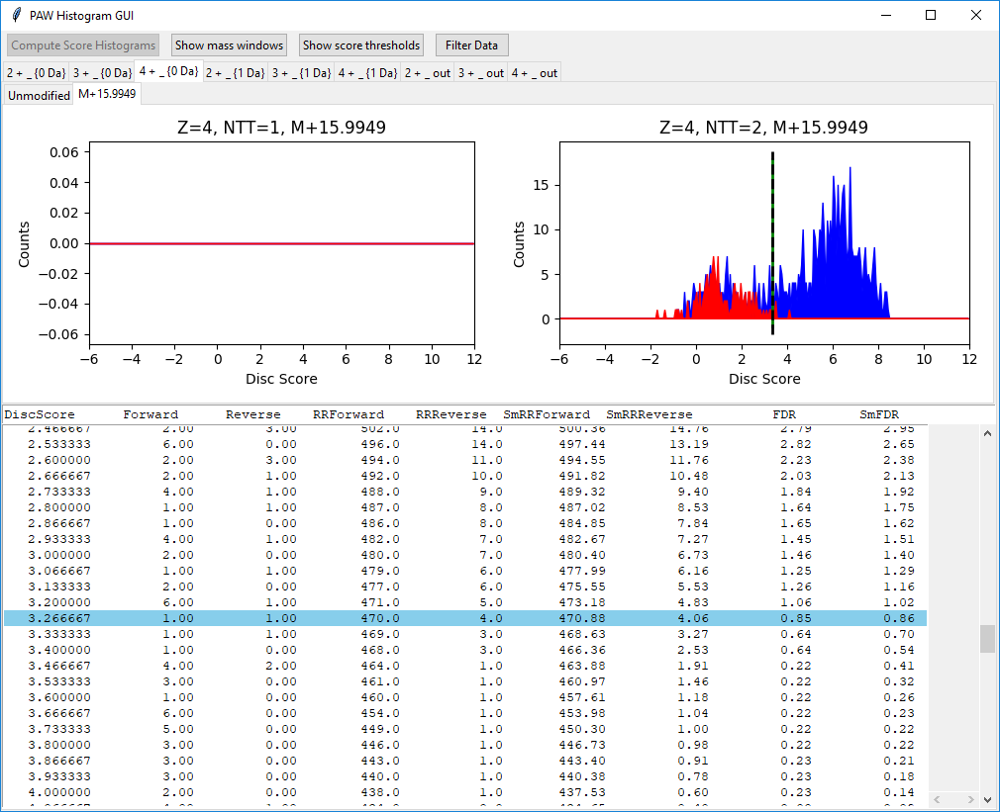 PAW Histogram GUI
Compute Score Histograms Show mass windows Show score thresholds Filter Data
2 + _ {0 Da} 3 + _ {0 Da} 4 + _ {0 Da} 2 + _ {1 Da} 3 + _ {1 Da} 4 + _ {1 Da} 2 + _ out 3 + _ out 4 + _ out
Unmodified M+15.9949
Z=4, NTT=1, M+15.9949
0.06
0.04
0.02
0.00
−0.02
−0.04
−0.06
Counts
−6 −4 −2 0 2 4 6 8 10 12
Disc Score
Z=4, NTT=2, M+15.9949
15
10
5
0
Counts
−6 −4 −2 0 2 4 6 8 10 12
Disc Score
DiscScore Forward Reverse RRForward RRReverse SmRRForward SmRRReverse FDR SmFDR
2.466667 2.00 3.00 502.0 14.0 500.36 14.76 2.79 2.95
2.533333 6.00 0.00 496.0 14.0 497.44 13.19 2.82 2.65
2.600000 2.00 3.00 494.0 11.0 494.55 11.76 2.23 2.38
2.666667 2.00 1.00 492.0 10.0 491.82 10.48 2.03 2.13
2.733333 4.00 1.00 488.0 9.0 489.32 9.40 1.84 1.92
2.800000 1.00 1.00 487.0 8.0 487.02 8.53 1.64 1.75
2.866667 1.00 0.00 486.0 8.0 484.85 7.84 1.65 1.62
2.933333 4.00 1.00 482.0 7.0 482.67 7.27 1.45 1.51
3.000000 2.00 0.00 480.0 7.0 480.40 6.73 1.46 1.40
3.066667 1.00 1.00 479.0 6.0 477.99 6.16 1.25 1.29
3.133333 2.00 0.00 477.0 6.0 475.55 5.53 1.26 1.16
3.200000 6.00 1.00 471.0 5.0 473.18 4.83 1.06 1.02
3.266667 1.00 1.00 470.0 4.0 470.88 4.06 0.85 0.86
3.333333 1.00 1.00 469.0 3.0 468.63 3.27 0.64 0.70
3.400000 1.00 0.00 468.0 3.0 466.36 2.53 0.64 0.54
3.466667 4.00 2.00 464.0 1.0 463.88 1.91 0.22 0.41
3.533333 3.00 0.00 461.0 1.0 460.97 1.46 0.22 0.32
3.600000 1.00 0.00 460.0 1.0 457.61 1.18 0.22 0.26
3.666667 6.00 0.00 454.0 1.0 453.98 1.04 0.22 0.23
3.733333 5.00 0.00 449.0 1.0 450.30 1.00 0.22 0.22
3.800000 3.00 0.00 446.0 1.0 446.73 0.98 0.22 0.22
3.866667 3.00 0.00 443.0 1.0 443.40 0.91 0.23 0.21
3.933333 3.00 0.00 440.0 1.0 440.38 0.78 0.23 0.18
4.000000 2.00 0.00 438.0 1.0 437.53 0.60 0.23 0.14